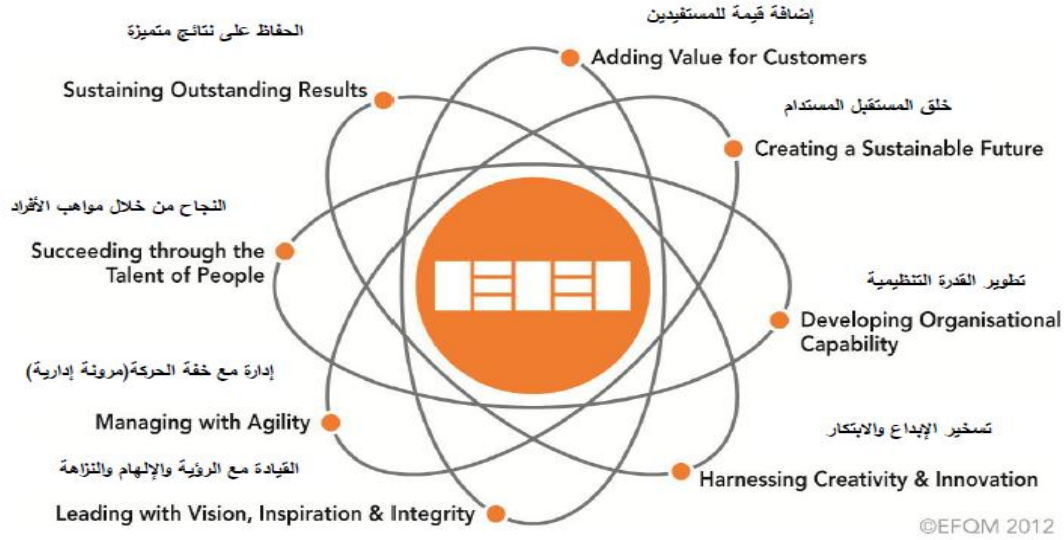 إضافة قيمة للمستفيدين
Adding Value for Customers
خلق المستقبل المستدام
Creating a Sustainable Future
تطوير القدرة التنظيمية
Developing Organisational
Capability
تسخير الإبداع والابتكار
Harnessing Creativity & Innovation
القيادة مع الرؤية والإلهام والنزاهة
Leading with Vision, Inspiration & Integrity
إدارة مع خفة الحركة(مرونة إدارية)
Managing with Agility
النجاح من خلال مواهب الأفراد
Succeeding through the
Talent of People
الحفاظ على نتائج متميزة
Sustaining Outstanding Results
©EFQM 2012